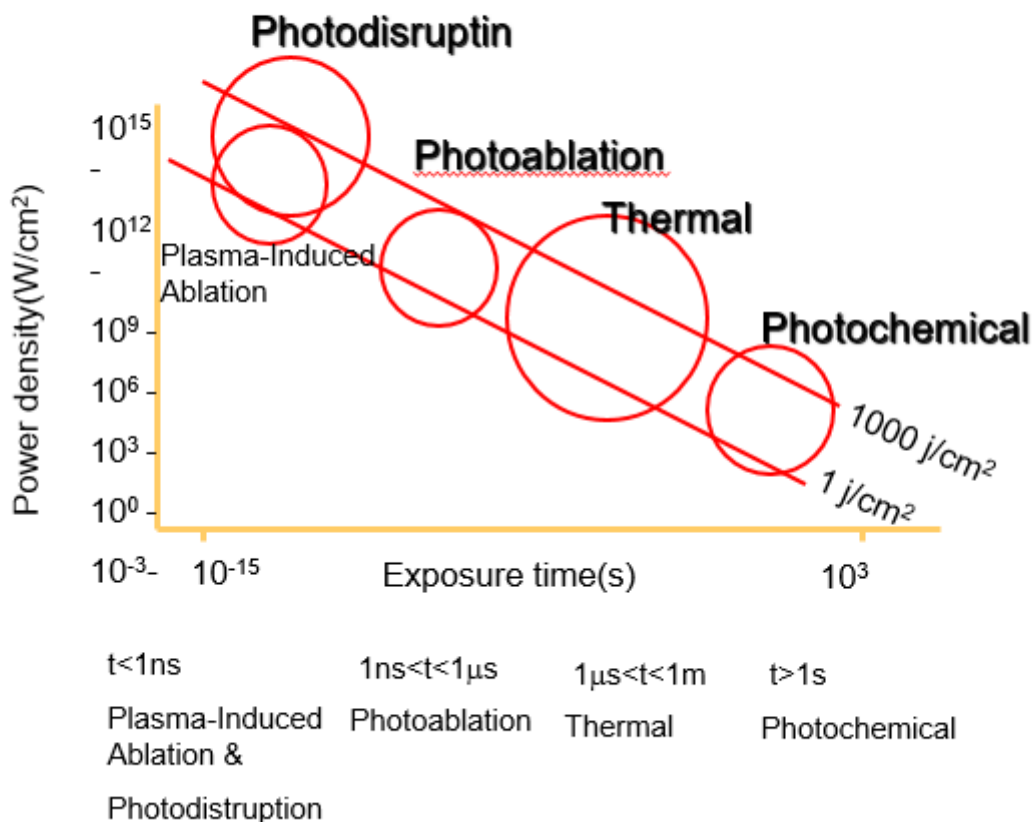 Photodisruptin
10¹⁵
-
Photoablation
Thermal
10¹²
-
Plasma-Induced
Ablation
Power density(W/cm²)
10⁹ -
Photochemical
10⁶ -
1000 j/cm²
10³ -
1 j/cm²
10⁰ -
10⁻³-
10⁻¹⁵
Exposure time(s)
10³
t<1ns
1ns<t<1μs
1μs<t<1m
t>1s
Plasma-Induced
Ablation &
Photodistruption
Photoablation
Thermal
Photochemical